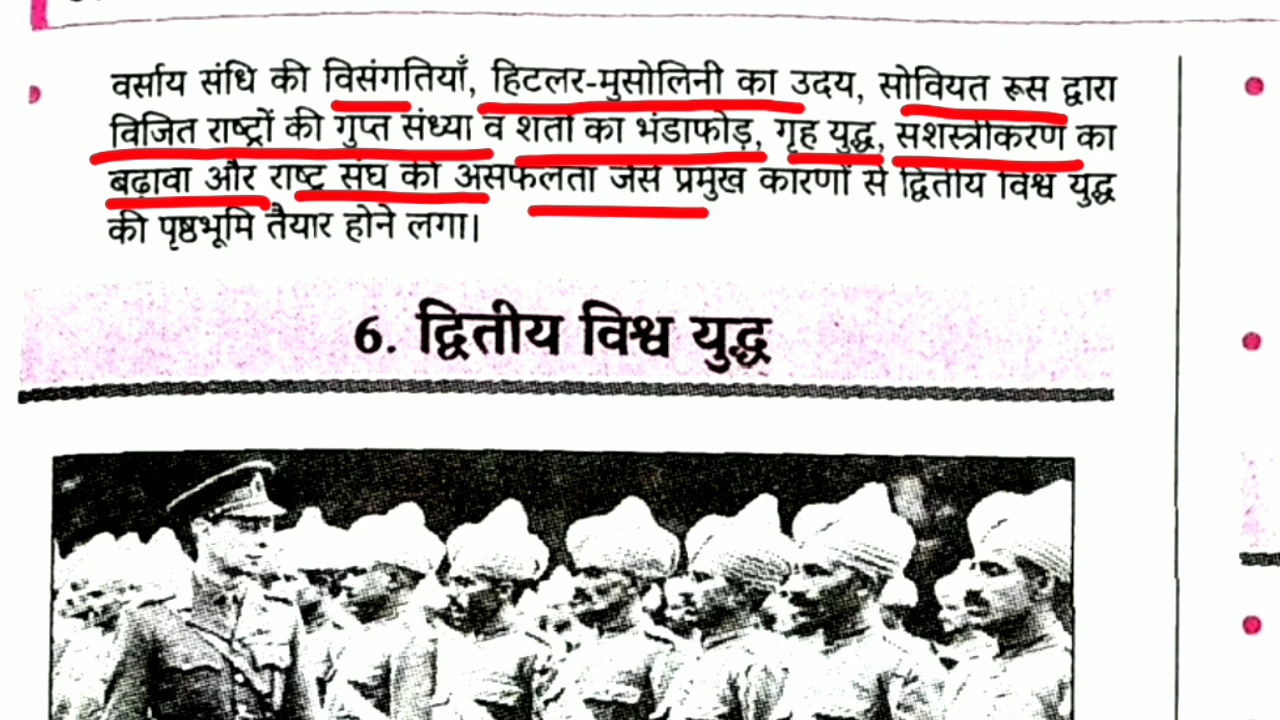 वर्साय संधि की विसंगतियाँ, हिटलर-मुसोलिनी का उदय, सोवियत रूस द्वारा
विजित राष्ट्रों की गुप्त संध्या व शर्तों का भंडाफोड़, गृह युद्ध, सशस्त्रीकरण का
बढ़ावा और राष्ट्र संघ की असफलता जैसे प्रमुख कारणों से द्वितीय विश्व युद्ध
की पृष्ठभूमि तैयार होने लगा।
6. द्वितीय विश्व युद्ध